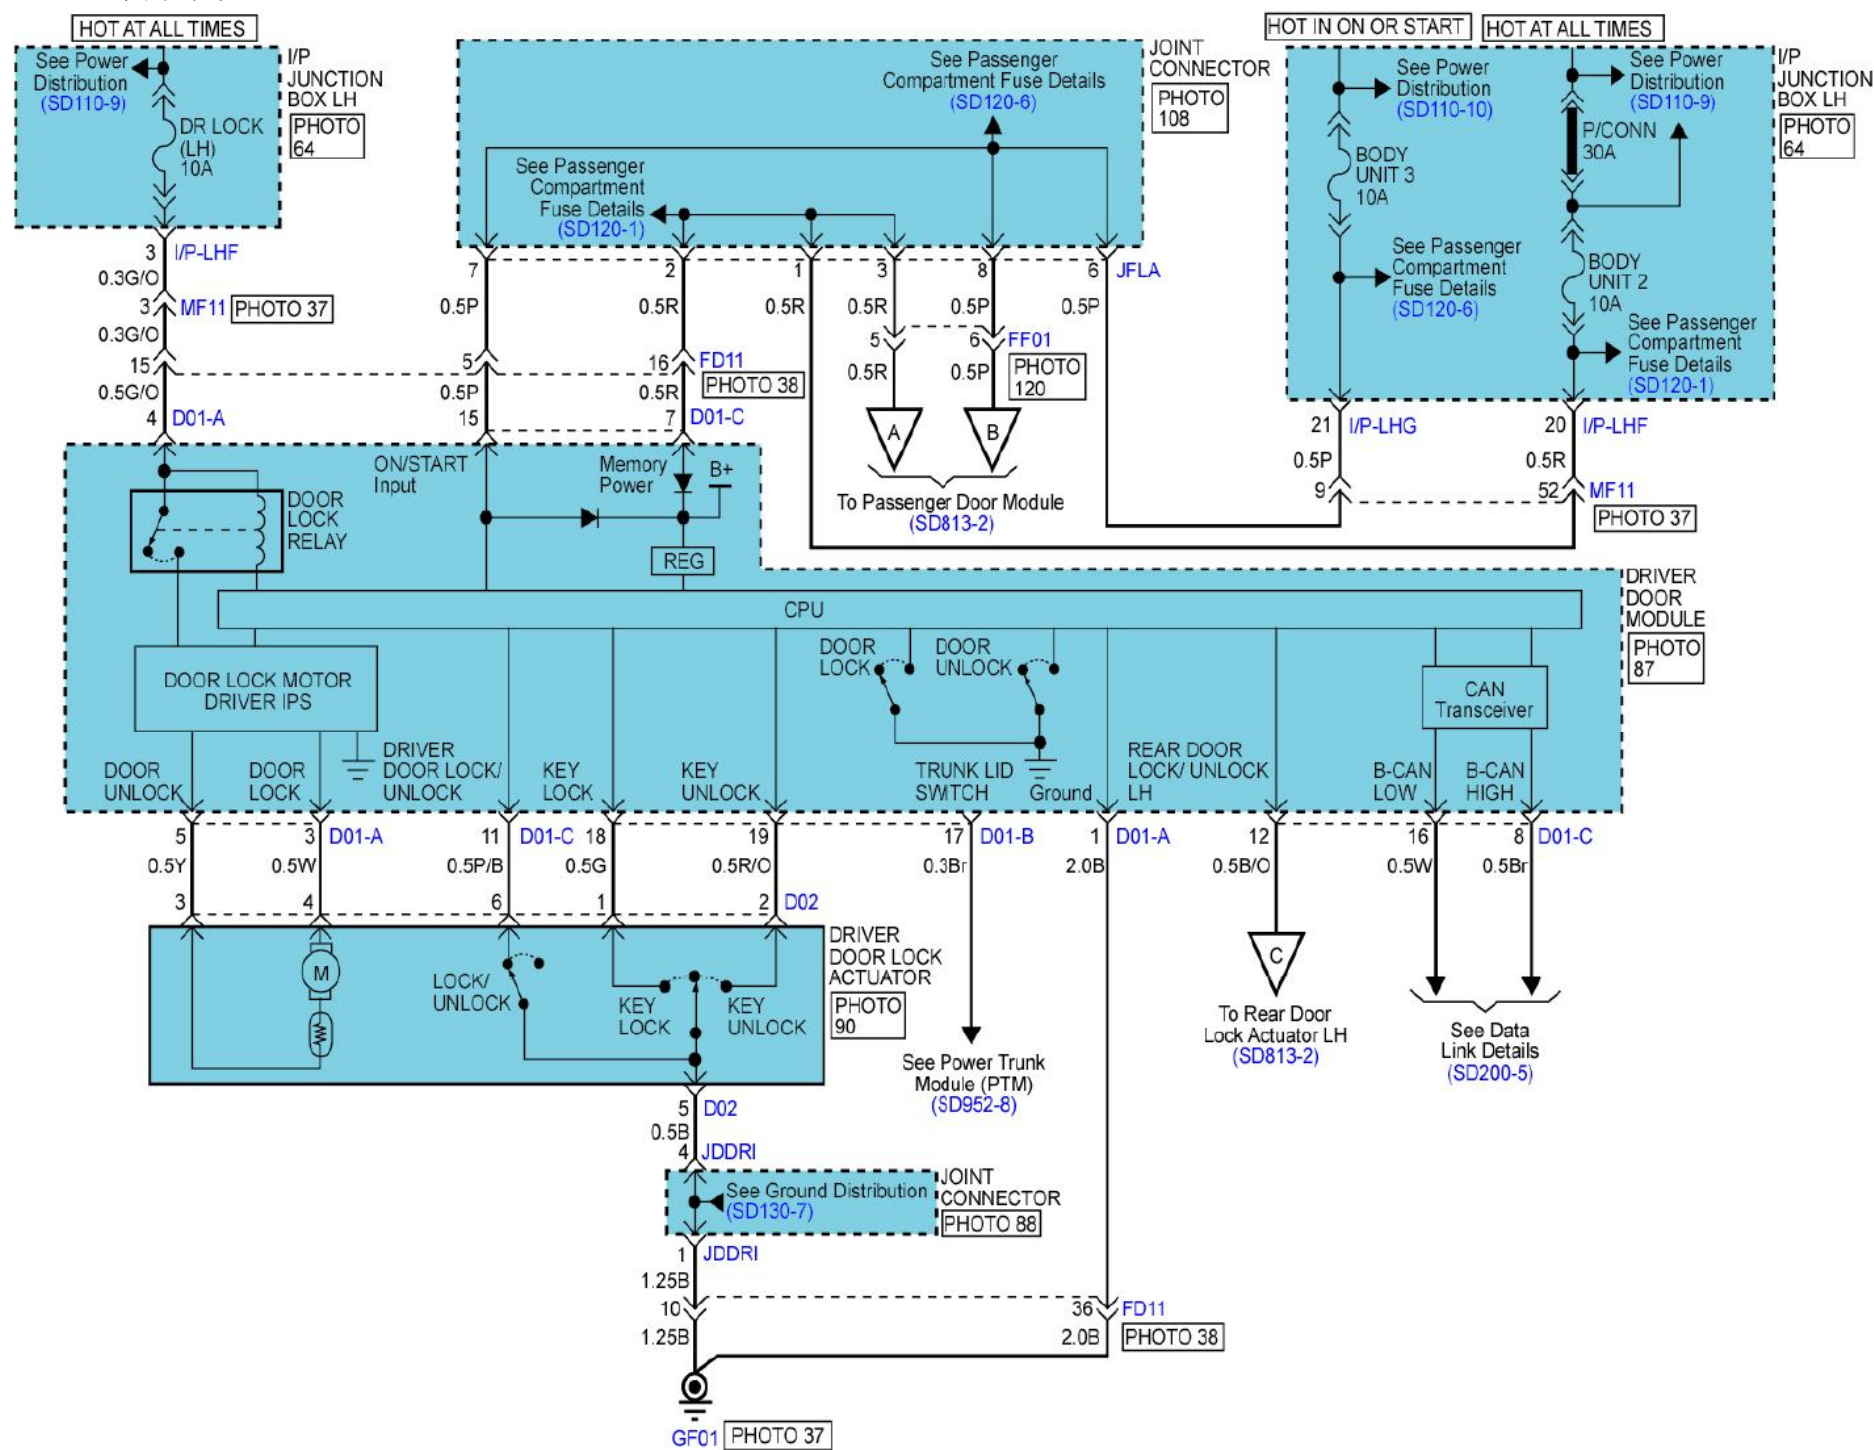 HOT AT ALL TIMES
See Power
Distribution
(SD110-9)
DR LOCK
(LH)
10A
I/P
JUNCTION
BOX LH
PHOTO
64
3 I/P-LHF
0.3G/O
3 MF11 PHOTO 37
0.3G/O
15
0.5G/O
4 D01-A
See Passenger
Compartment Fuse Details
(SD120-6)
See Passenger
Compartment
Fuse Details
(SD120-1)
JOINT
CONNECTOR
PHOTO
108
7 2 1 3 8 6 JFLA
0.5P 0.5R 0.5R 0.5R 0.5P 0.5P
5 16 FD11
PHOTO 38
0.5P 0.5R
15 7 D01-C
5 6 FF01
PHOTO
120
0.5R 0.5P
A B
To Passenger Door Module
(SD813-2)
HOT IN ON OR START
HOT AT ALL TIMES
See Power
Distribution
(SD110-10)
See Power
Distribution
(SD110-9)
BODY
UNIT 3
10A
P/CONN
30A
See Passenger
Compartment
Fuse Details
(SD120-6)
BODY
UNIT 2
10A
See Passenger
Compartment
Fuse Details
(SD120-1)
I/P
JUNCTION
BOX LH
PHOTO
64
21 I/P-LHG 20 I/P-LHF
0.5P 0.5R
9 52 MF11
PHOTO 37
ON/START
Input
Memory
Power
B+
DOOR
LOCK
RELAY
REG
CPU
DRIVER
DOOR
MODULE
PHOTO
87
DOOR LOCK MOTOR
DRIVER IPS
DOOR
LOCK
DOOR
UNLOCK
CAN
Transceiver
DOOR
UNLOCK
DOOR
LOCK
DRIVER
DOOR LOCK/
UNLOCK
KEY
LOCK
KEY
UNLOCK
TRUNK LID
SWITCH
Ground
REAR DOOR
LOCK/ UNLOCK
LH
B-CAN
LOW
B-CAN
HIGH
5 3 D01-A 11 D01-C 18 19 17 D01-B 1 D01-A 12 16 8 D01-C
0.5Y 0.5W 0.5P/B 0.5G 0.5R/O 0.3Br 2.0B 0.5B/O 0.5W 0.5Br
3 4 6 1 2 D02
M
LOCK/
UNLOCK
KEY
LOCK
KEY
UNLOCK
DRIVER
DOOR LOCK
ACTUATOR
PHOTO
90
See Power Trunk
Module (PTM)
(SD952-8)
C
To Rear Door
Lock Actuator LH
(SD813-2)
See Data
Link Details
(SD200-5)
5 D02
0.5B
4 JDDRI
See Ground Distribution
(SD130-7)
JOINT
CONNECTOR
PHOTO 88
1 JDDRI
1.25B
10 36 FD11
1.25B 2.0B PHOTO 38
GF01 PHOTO 37